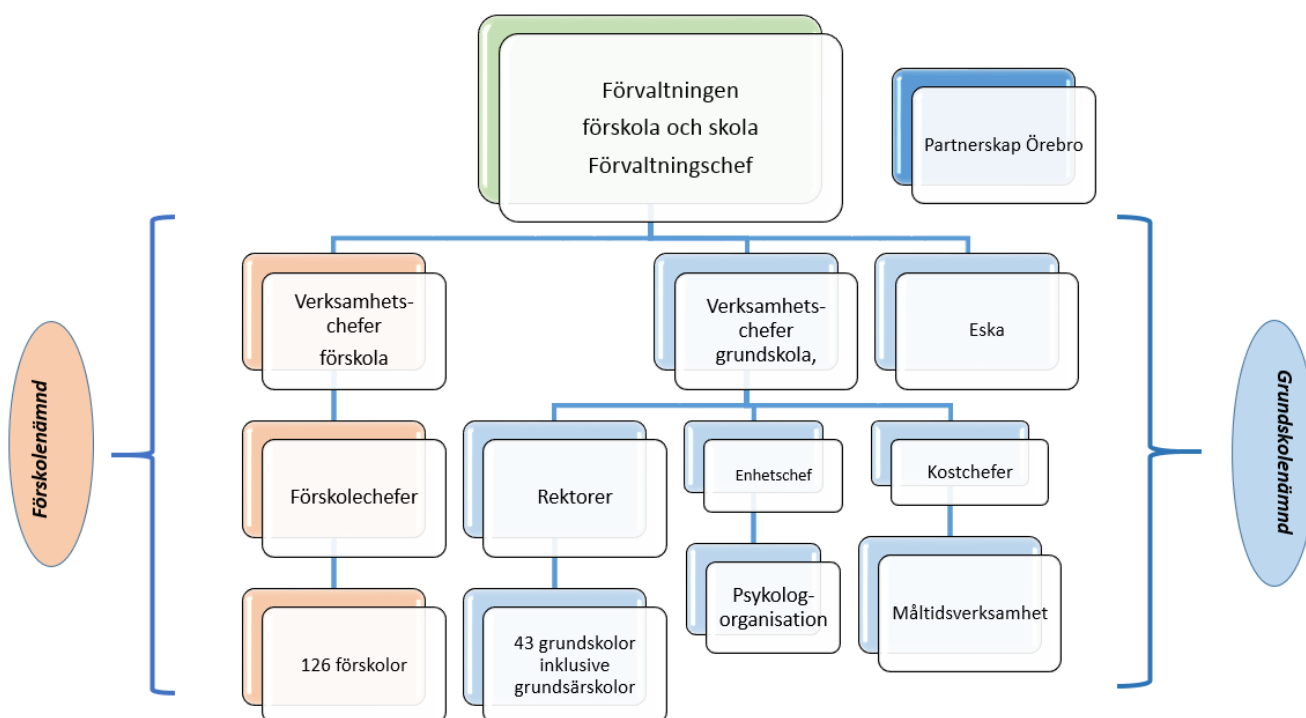 Förvaltningen
förskola och skola
Förvaltningschef
Partnerskap Örebro
Verksamhets-
chefer
förskola
Verksamhets-
chefer
grundskola,
Eska
Förskolenämnd
Grundskolenämnd
Förskolechefer
Rektorer
Enhetschef
Kostchefer
Psykolog-
organisation
Måltidsverksamhet
126 förskolor
43 grundskolor
inklusive
grundsärskolor